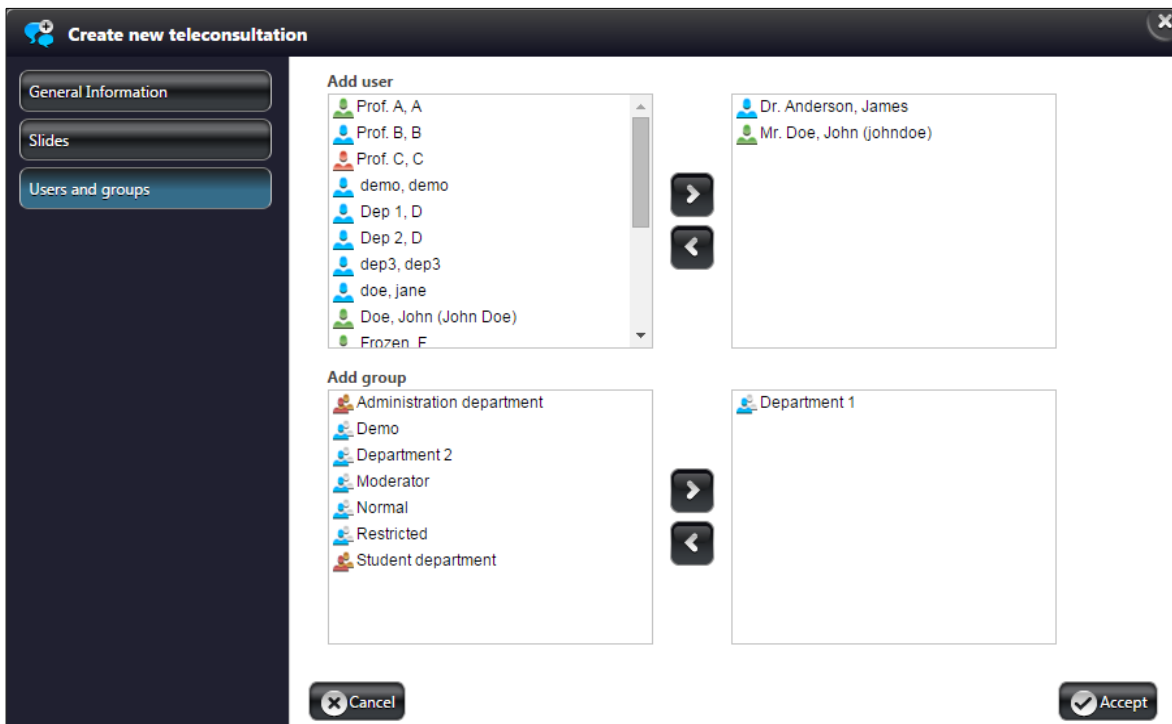 Create new teleconsultation
General Information
Slides
Users and groups
Add user
Prof. A, A
Prof. B, B
Prof. C, C
demo, demo
Dep 1, D
Dep 2, D
dep3, dep3
doe, jane
Doe, John (John Doe)
Frozen, F
Dr. Anderson, James
Mr. Doe, John (johndoe)
Add group
Administration department
Demo
Department 2
Moderator
Normal
Restricted
Student department
Department 1
Cancel
Accept